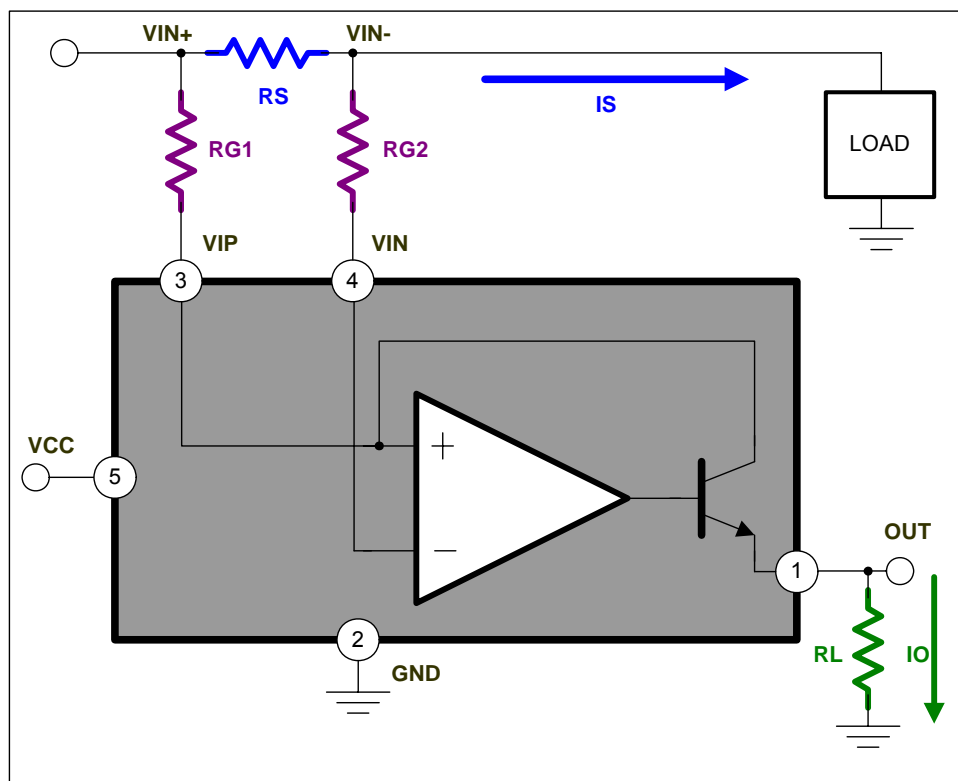 VIN+
VIN-
RS
IS
RG1
RG2
LOAD
VIP
VIN
3
4
VCC
5
+
−
OUT
1
2
GND
RL
IO